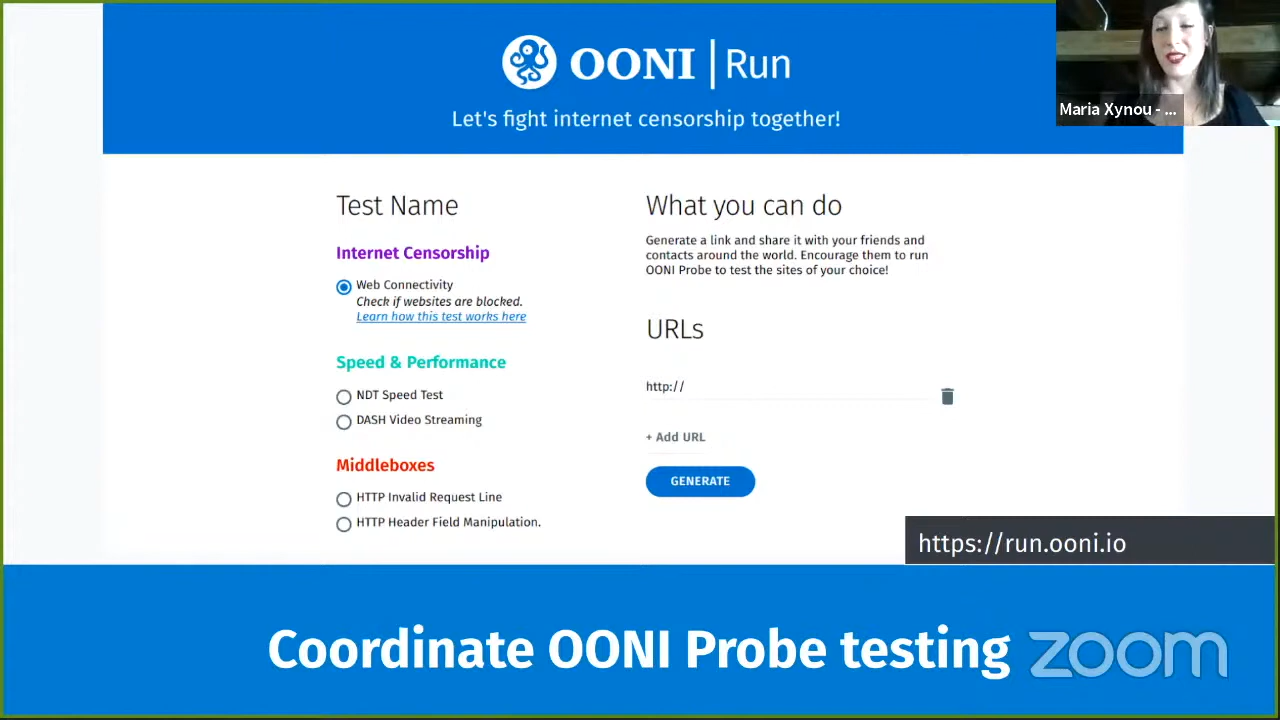 OONI | Run
Let's fight internet censorship together!
Maria Xynou - ...
Test Name
Internet Censorship
Web Connectivity
Check if websites are blocked.
Learn how this test works here
Speed & Performance
NDT Speed Test
DASH Video Streaming
Middleboxes
HTTP Invalid Request Line
HTTP Header Field Manipulation.
What you can do
Generate a link and share it with your friends and
contacts around the world. Encourage them to run
OONI Probe to test the sites of your choice!
URLs
http://
+ Add URL
GENERATE
https://run.ooni.io
Coordinate OONI Probe testing
zoom